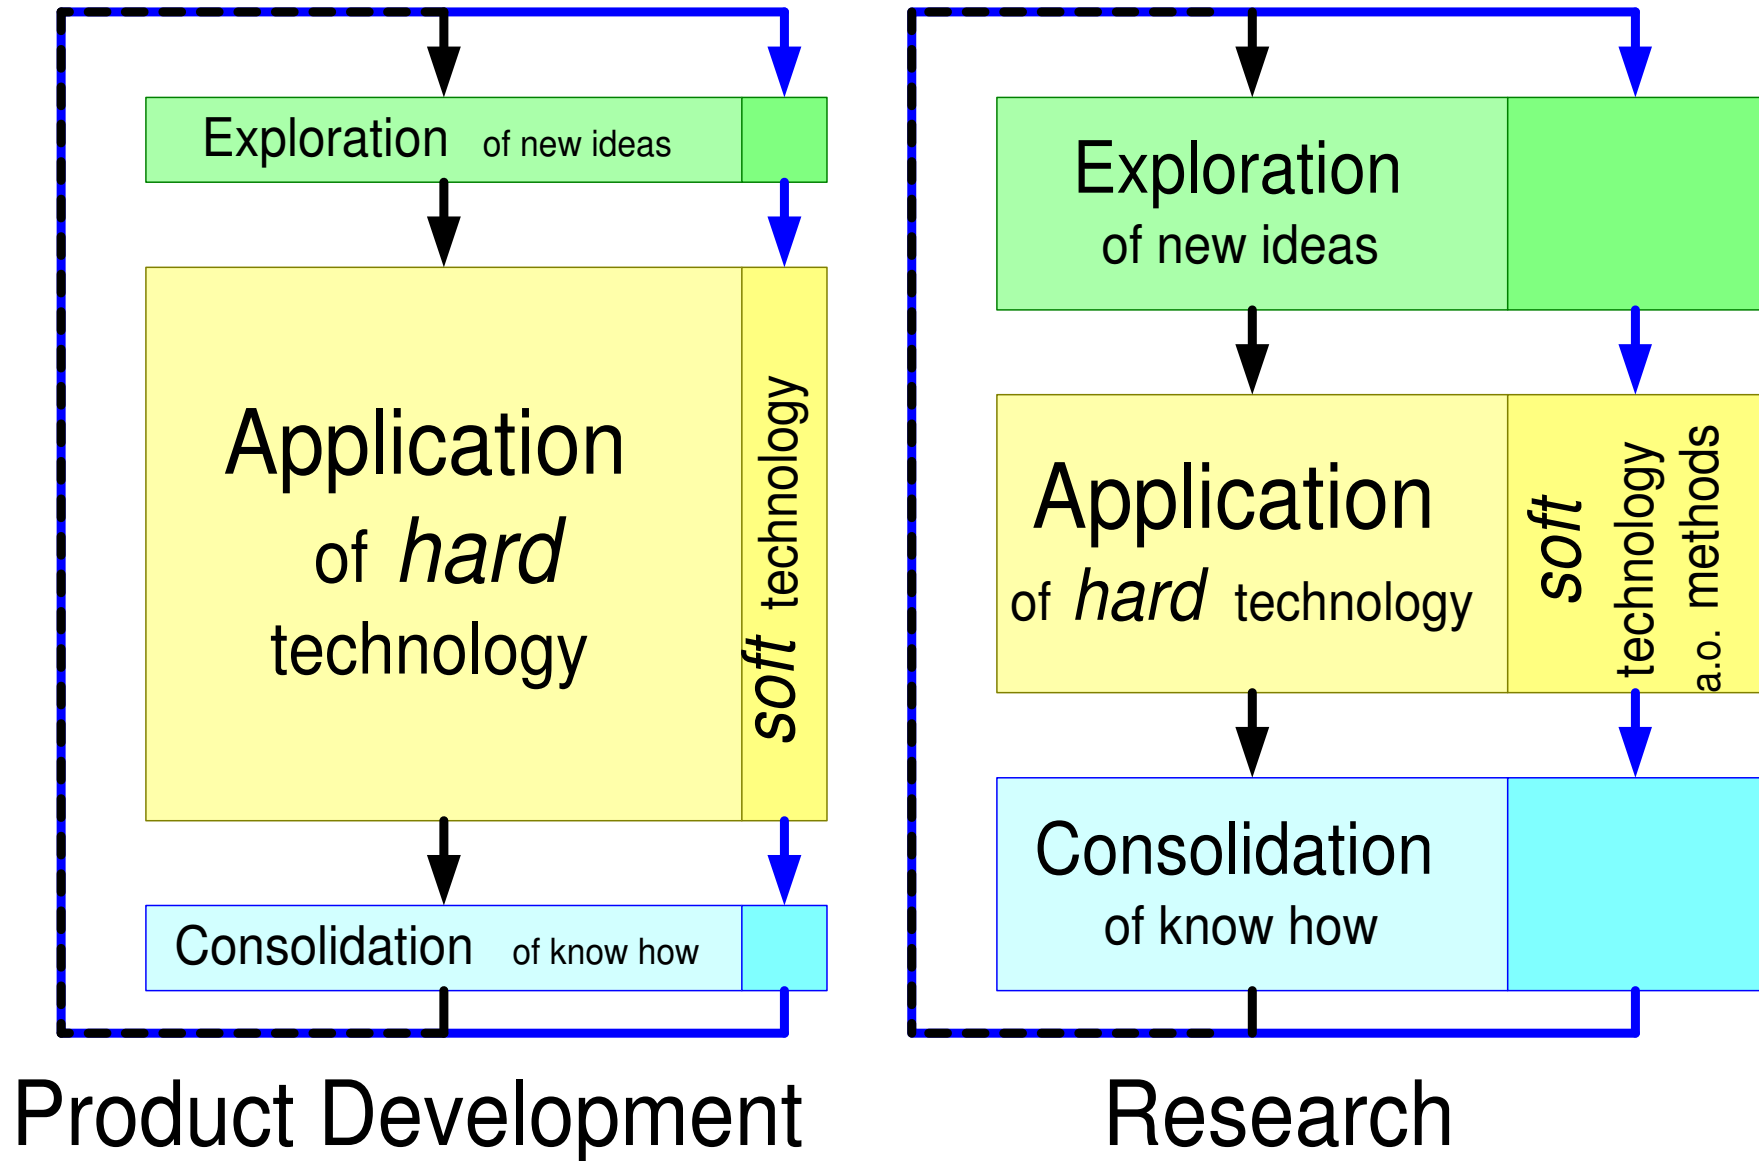 Exploration of new ideas
Application
of hard
technology
soft technology
Consolidation of know how
Product Development
Exploration
of new ideas
Application
of hard technology
soft
technology
a.o. methods
Consolidation
of know how
Research